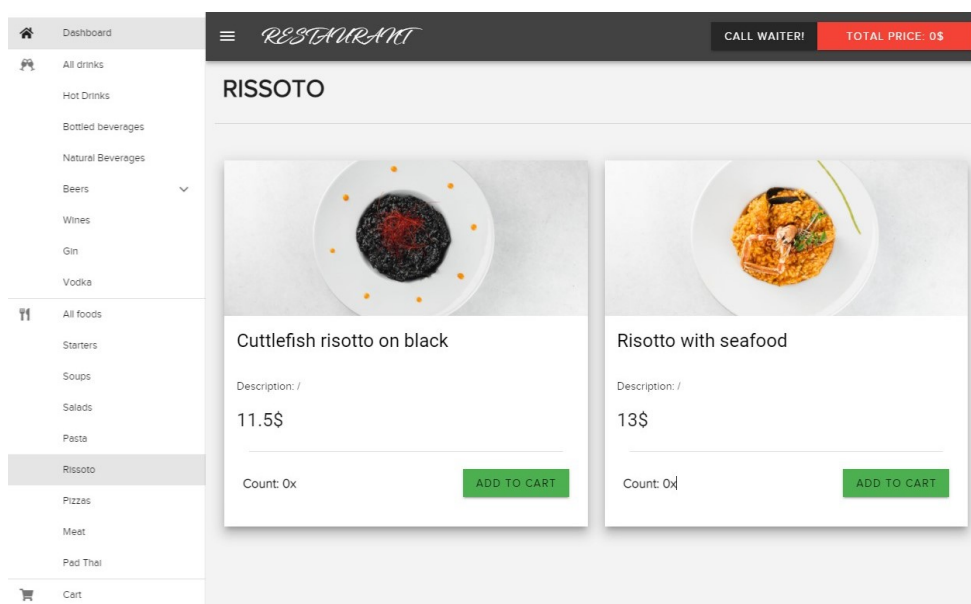 Dashboard
All drinks
Hot Drinks
Bottled beverages
Natural Beverages
Beers
Wines
Gin
Vodka
All foods
Starters
Soups
Salads
Pasta
Rissoto
Pizzas
Meat
Pad Thai
Cart
RESTAURANT
CALL WAITER!
TOTAL PRICE: 0$
RISSOTO
Cuttlefish risotto on black
Description: /
11.5$
Count: 0x
ADD TO CART
Risotto with seafood
Description: /
13$
Count: 0x
ADD TO CART